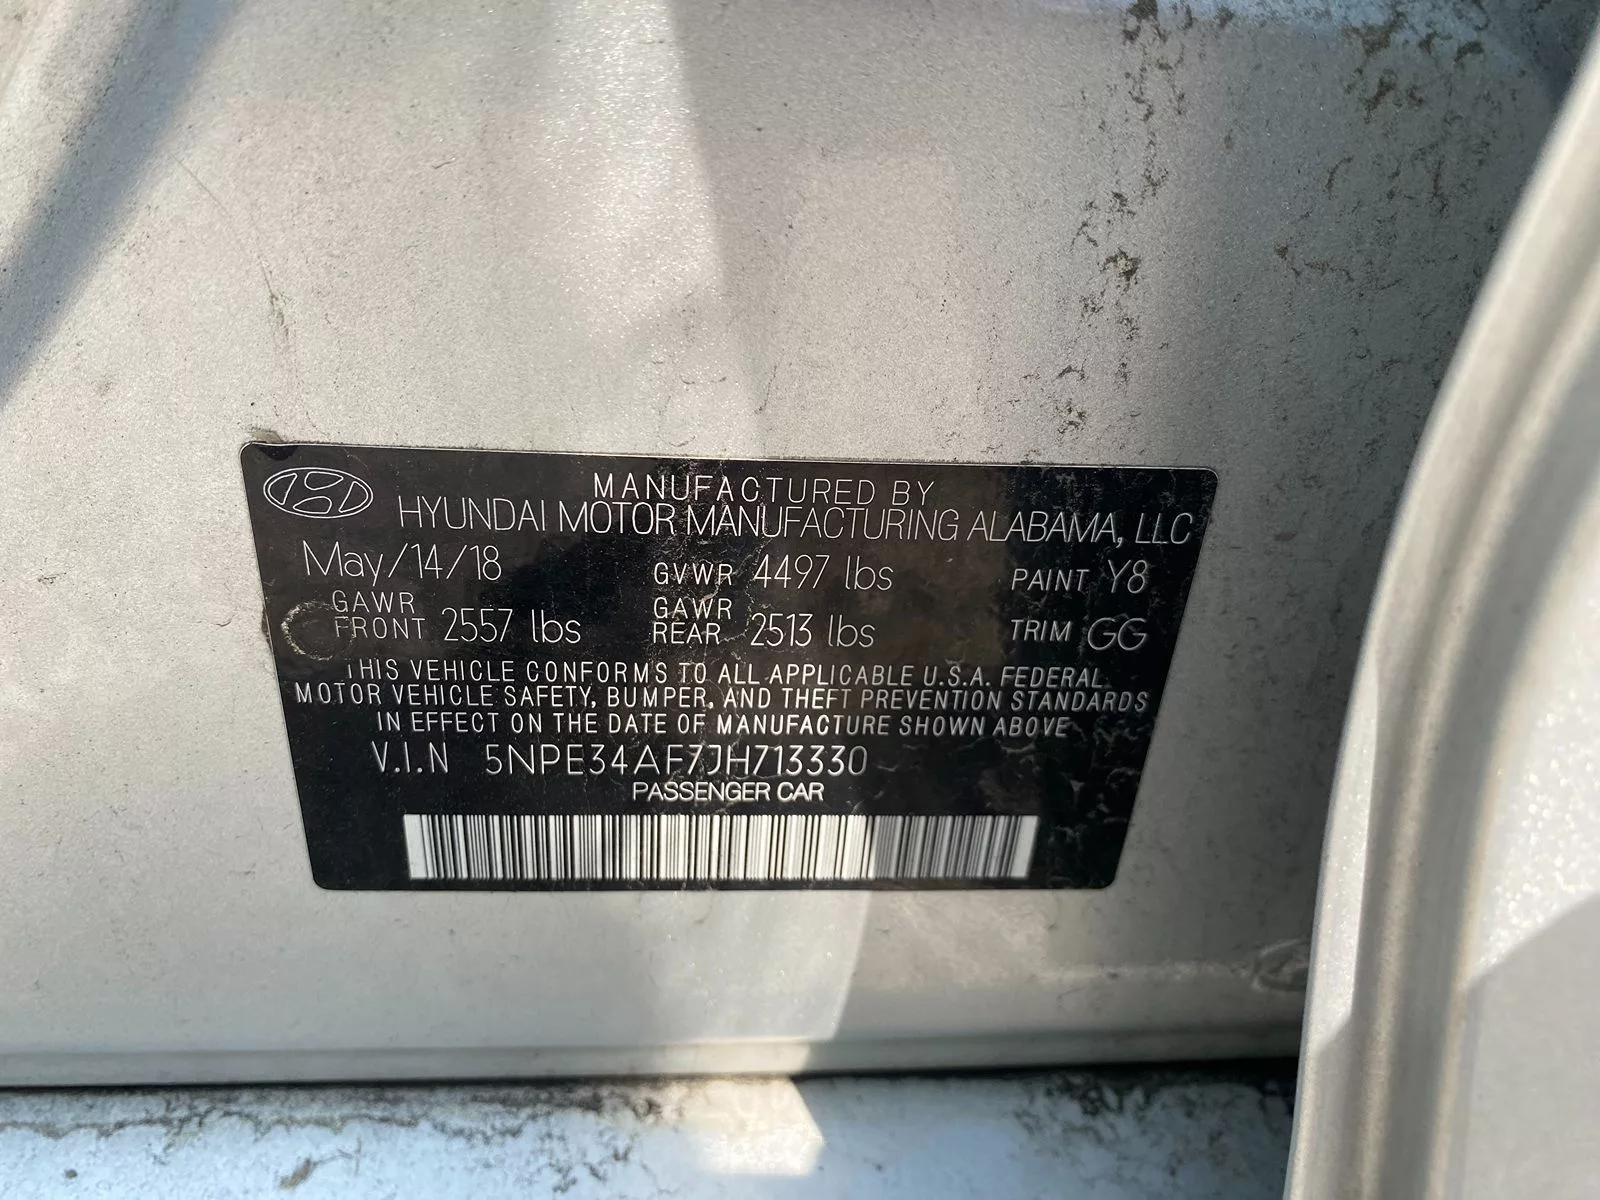 MANUFACTURED BY
HYUNDAI MOTOR MANUFACTURING ALABAMA, LLC
May/14/18 GVWR 4497 lbs PAINT Y8
GAWR FRONT 2557 lbs GAWR REAR 2513 lbs TRIM GG
THIS VEHICLE CONFORMS TO ALL APPLICABLE U.S.A. FEDERAL
MOTOR VEHICLE SAFETY, BUMPER, AND THEFT PREVENTION STANDARDS
IN EFFECT ON THE DATE OF MANUFACTURE SHOWN ABOVE
V.I.N 5NPE34AF7JH713330
PASSENGER CAR